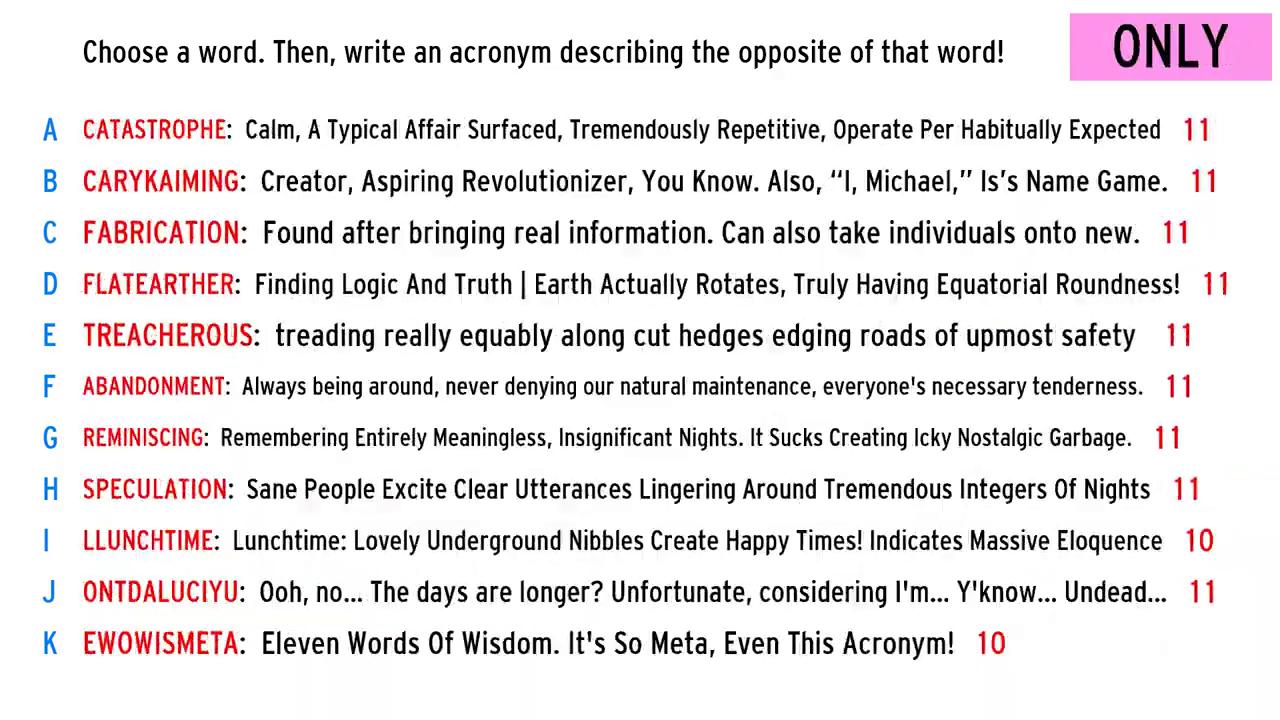 Choose a word. Then, write an acronym describing the opposite of that word!
ONLY
A CATASTROPHE: Calm, A Typical Affair Surfaced, Tremendously Repetitive, Operate Per Habitually Expected 11
B CARYKAIMING: Creator, Aspiring Revolutionizer, You Know. Also, “I, Michael,” Is’s Name Game. 11
C FABRICATION: Found after bringing real information. Can also take individuals onto new. 11
D FLATEARTHER: Finding Logic And Truth | Earth Actually Rotates, Truly Having Equatorial Roundness! 11
E TREACHEROUS: treading really equably along cut hedges edging roads of upmost safety 11
F ABANDONMENT: Always being around, never denying our natural maintenance, everyone's necessary tenderness. 11
G REMINISCING: Remembering Entirely Meaningless, Insignificant Nights. It Sucks Creating Icky Nostalgic Garbage. 11
H SPECULATION: Sane People Excite Clear Utterances Lingering Around Tremendous Integers Of Nights 11
I LLUNCHTIME: Lunchtime: Lovely Underground Nibbles Create Happy Times! Indicates Massive Eloquence 10
J ONTDALUCIYU: Ooh, no... The days are longer? Unfortunate, considering I'm... Y'know... Undead... 11
K EWOWISMETA: Eleven Words Of Wisdom. It's So Meta, Even This Acronym! 10